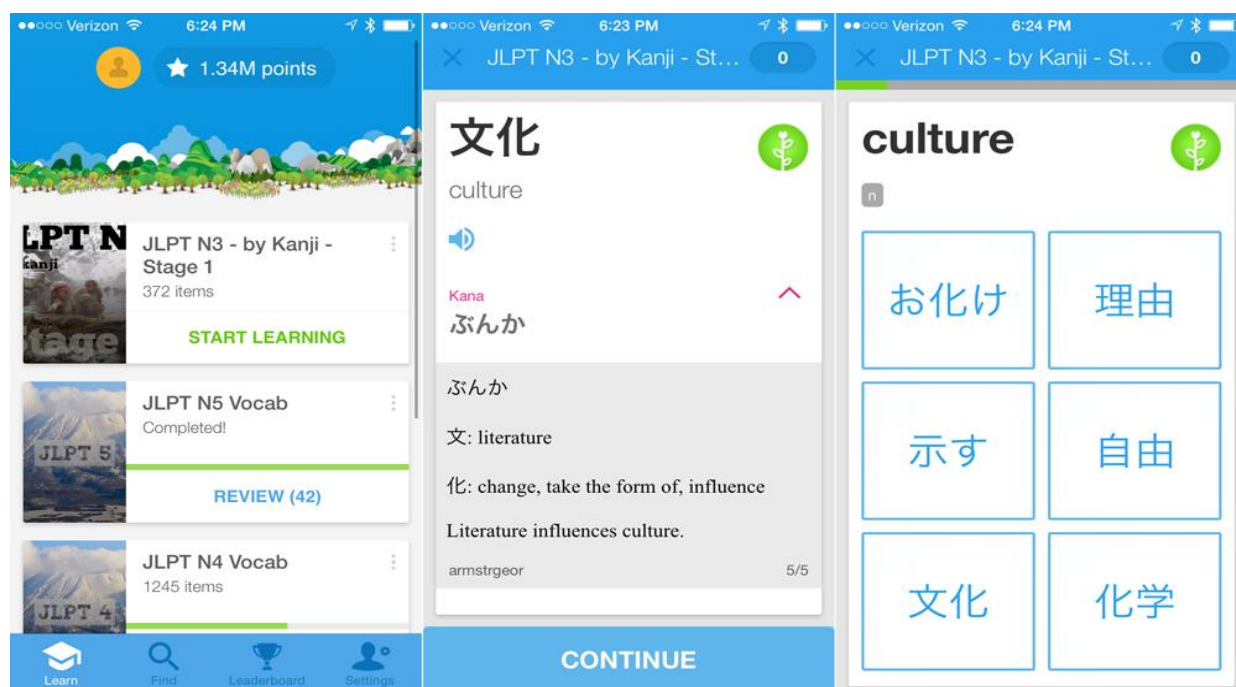 ●●○○○ Verizon 6:24 PM
1.34M points
LPT N
kanji
tage
JLPT N3 - by Kanji -
Stage 1
372 items
START LEARNING
JLPT 5
JLPT N5 Vocab
Completed!
REVIEW (42)
JLPT 4
JLPT N4 Vocab
1245 items
Learn Find Leaderboard Settings
●●○○○ Verizon 6:23 PM
JLPT N3 - by Kanji - St... 0
文化
culture
Kana
ぶんか
ぶんか
文: literature
化: change, take the form of, influence
Literature influences culture.
armstrgeor 5/5
CONTINUE
●●○○○ Verizon 6:24 PM
JLPT N3 - by Kanji - St... 0
culture
n
お化け 理由
示す 自由
文化 化学